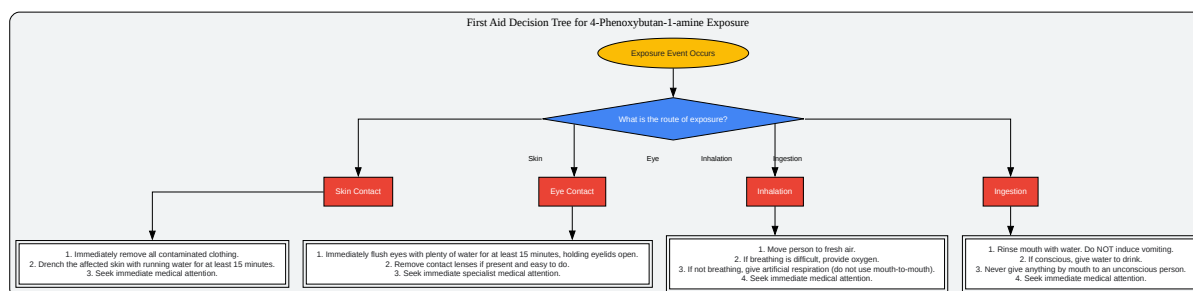 First Aid Decision Tree for 4-Phenoxybutan-1-amine Exposure
Exposure Event Occurs
What is the route of exposure?
Skin
Eye
Inhalation
Ingestion
Skin Contact
Eye Contact
Inhalation
Ingestion
1. Immediately remove all contaminated clothing.
2. Drench the affected skin with running water for at least 15 minutes.
3. Seek immediate medical attention.
1. Immediately flush eyes with plenty of water for at least 15 minutes, holding eyelids open.
2. Remove contact lenses if present and easy to do.
3. Seek immediate specialist medical attention.
1. Move person to fresh air.
2. If breathing is difficult, provide oxygen.
3. If not breathing, give artificial respiration (do not use mouth-to-mouth).
4. Seek immediate medical attention.
1. Rinse mouth with water. Do NOT induce vomiting.
2. If conscious, give water to drink.
3. Never give anything by mouth to an unconscious person.
4. Seek immediate medical attention.